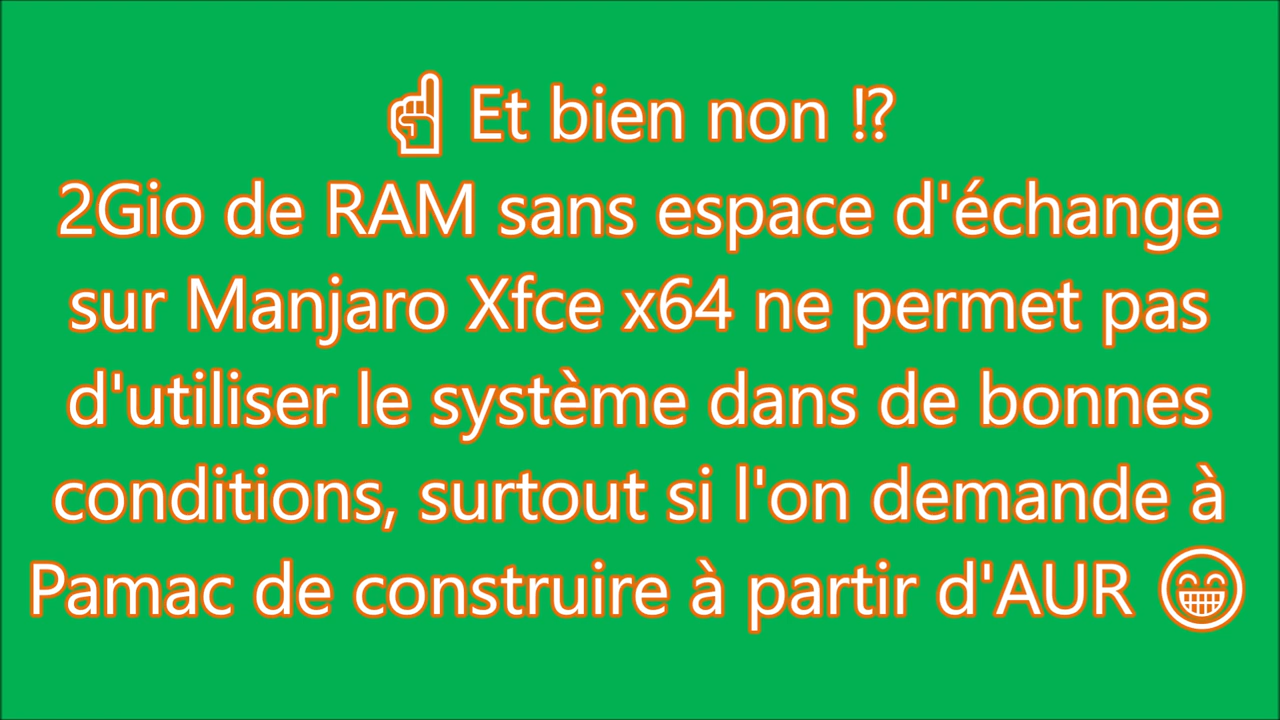 ☝ Et bien non !?
2Gio de RAM sans espace d'échange
sur Manjaro Xfce x64 ne permet pas
d'utiliser le système dans de bonnes
conditions, surtout si l'on demande à
Pamac de construire à partir d'AUR 😁